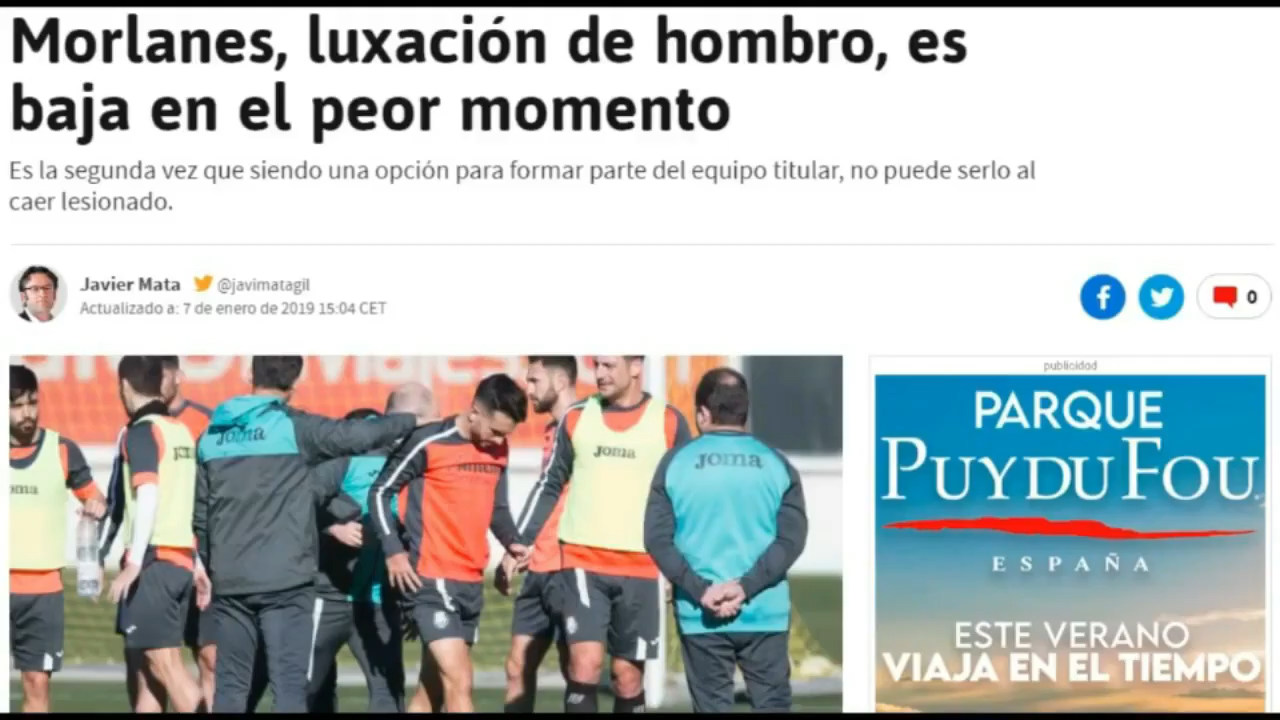 Morlanes, luxación de hombro, es
baja en el peor momento
Es la segunda vez que siendo una opción para formar parte del equipo titular, no puede serlo al
caer lesionado.
Javier Mata @javimatagil
Actualizado a: 7 de enero de 2019 15:04 CET
0
publicidad
Joma
Joma
Joma
PARQUE
PUY DU FOU
ESPAÑA
ESTE VERANO
VIAJA EN EL TIEMPO